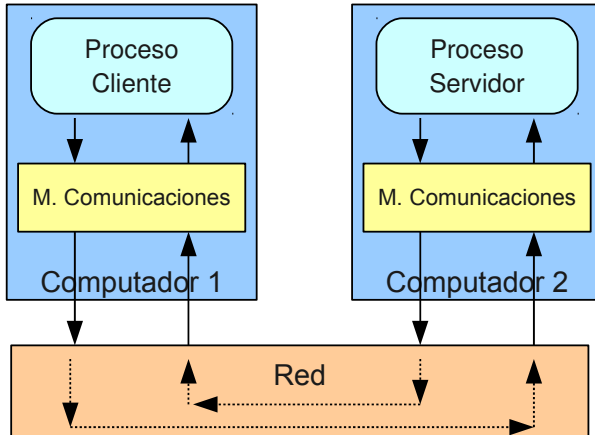 Proceso
Cliente
Proceso
Servidor
M. Comunicaciones
M. Comunicaciones
Computador 1
Computador 2
Red